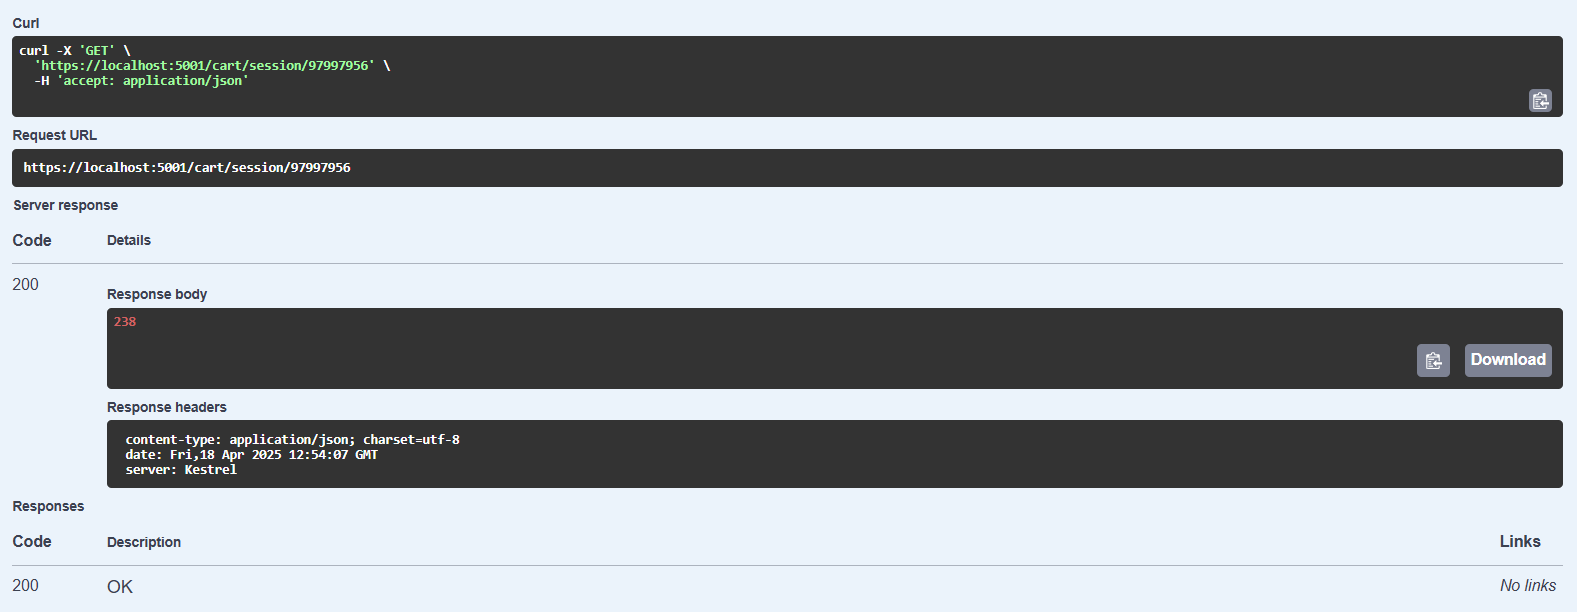 Curl
curl -X 'GET' \
  'https://localhost:5001/cart/session/97997956' \
  -H 'accept: application/json'
Request URL
https://localhost:5001/cart/session/97997956
Server response
Code Details
200
Response body
238
Download
Response headers
content-type: application/json; charset=utf-8
date: Fri,18 Apr 2025 12:54:07 GMT
server: Kestrel
Responses
Code Description Links
200 OK No links